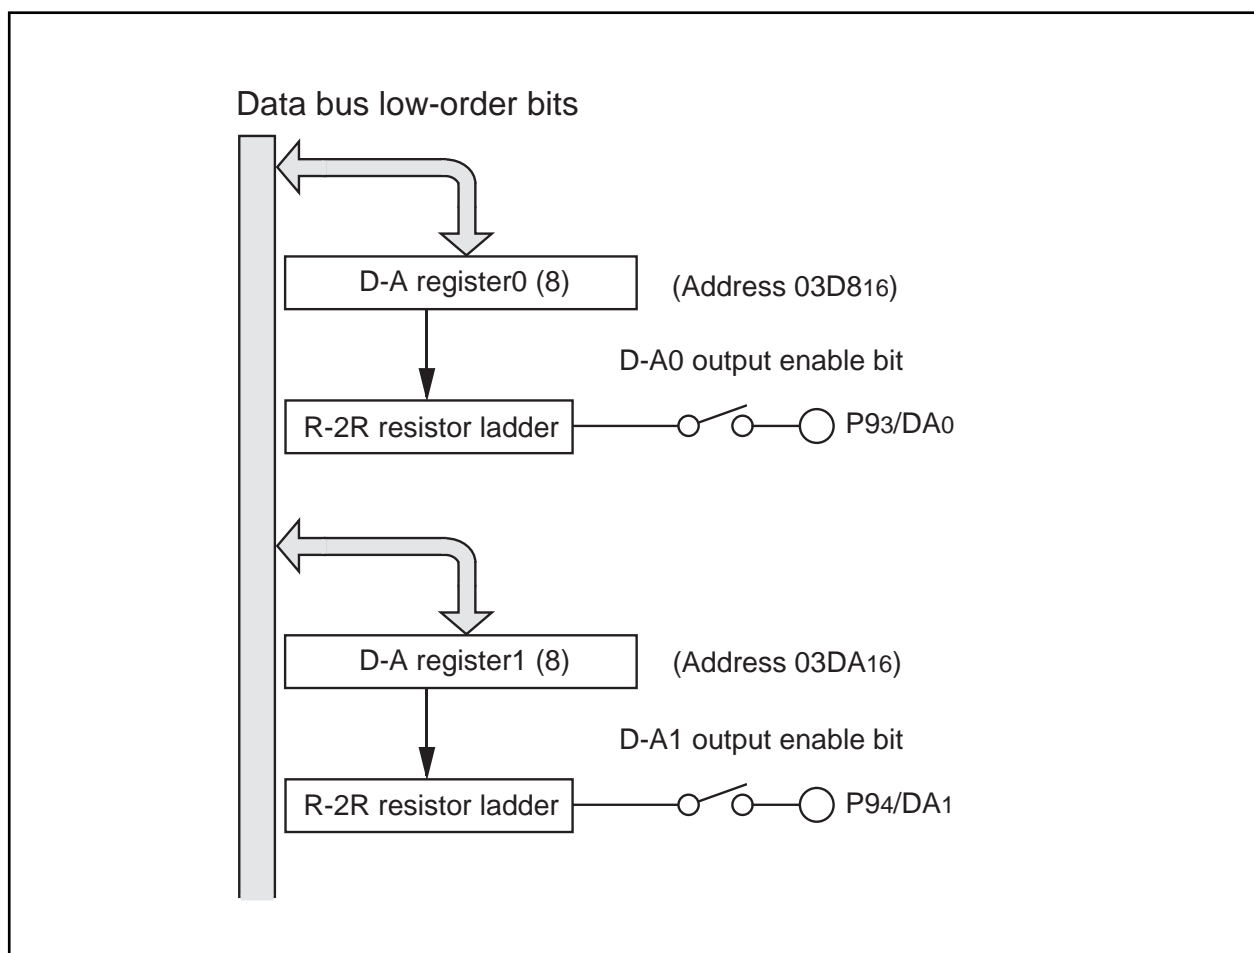 Data bus low-order bits
D-A register0 (8)
(Address 03D816)
D-A0 output enable bit
R-2R resistor ladder
P93/DA0
D-A register1 (8)
(Address 03DA16)
D-A1 output enable bit
R-2R resistor ladder
P94/DA1